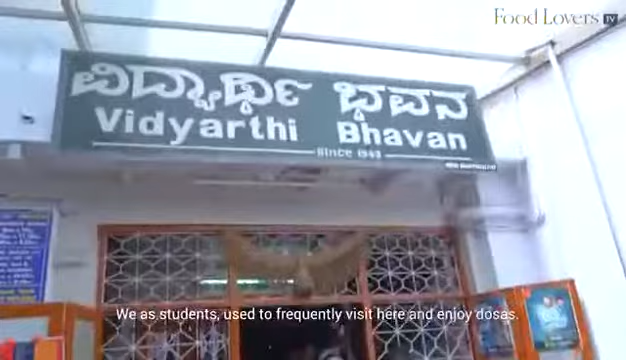 Food Lovers TV
ವಿದ್ಯಾರ್ಥಿ ಭವನ
Vidyarthi Bhavan
SINCE 1943
We as students, used to frequently visit here and enjoy dosas.